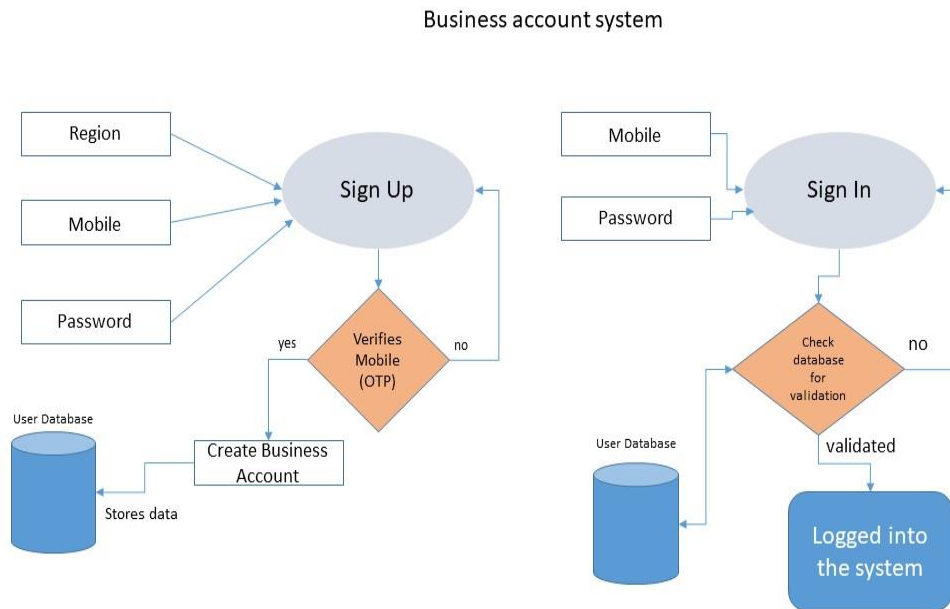 Business account system
Region
Mobile
Password
Sign Up
Verifies
Mobile
(OTP)
yes
no
Create Business
Account
User Database
Stores data
Mobile
Password
Sign In
Check
database
for
validation
no
validated
User Database
Logged into
the system